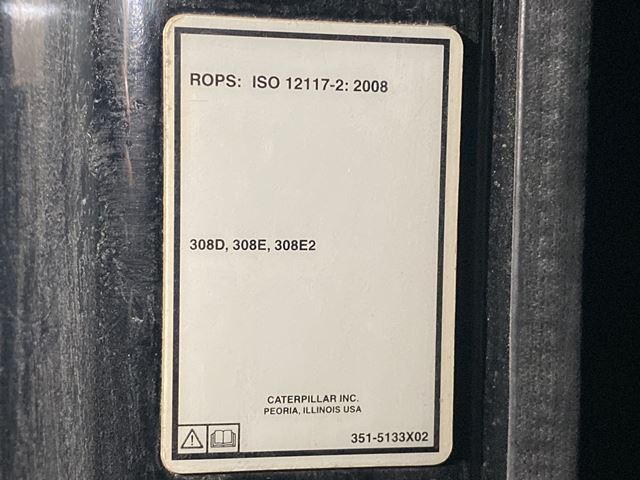 ROPS: ISO 12117-2: 2008
308D, 308E, 308E2
CATERPILLAR INC.
PEORIA, ILLINOIS USA
351-5133X02